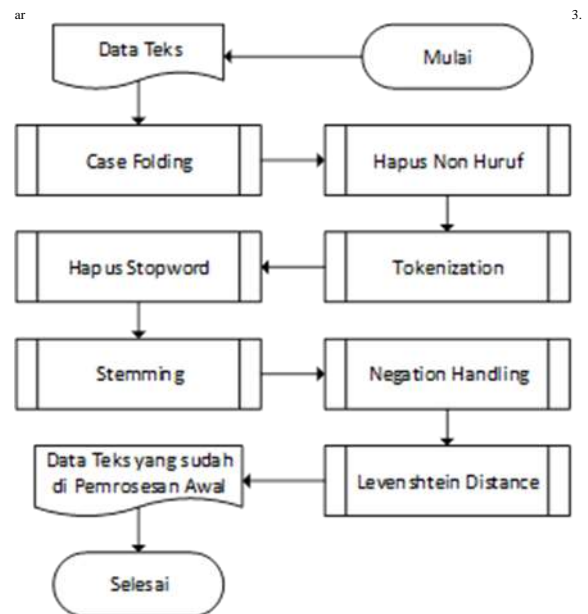 ar
3.
Mulai
Data Teks
Case Folding
Hapus Non Huruf
Tokenization
Hapus Stopword
Stemming
Negation Handling
Levenshtein Distance
Data Teks yang sudah
di Pemrosesan Awal
Selesai